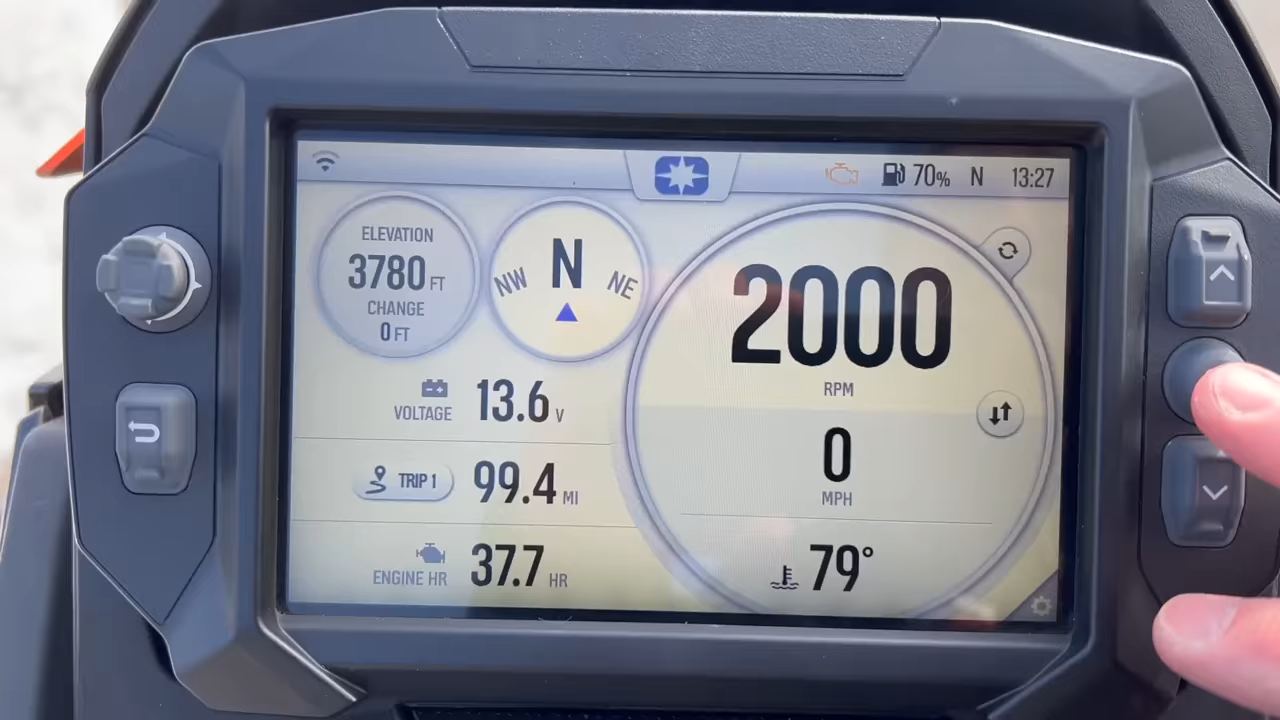 70% N 13:27
ELEVATION
3780 FT
CHANGE
0 FT
NW N NE
2000
RPM
VOLTAGE 13.6 V
0
MPH
TRIP 1 99.4 MI
ENGINE HR 37.7 HR
79°